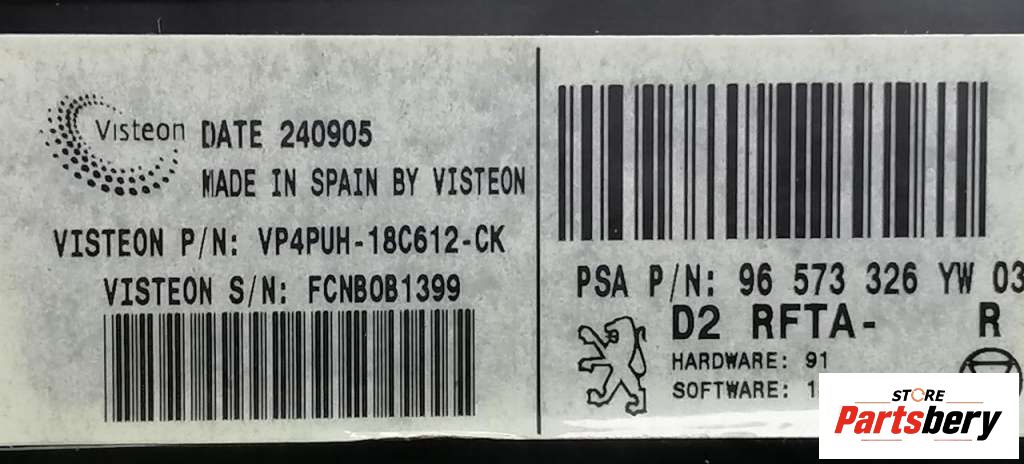 Visteon
DATE 240905
MADE IN SPAIN BY VISTEON
VISTEON P/N: VP4PUH-18C612-CK
VISTEON S/N: FCNB0B1399
PSA P/N: 96 573 326 YW 03
D2 RFTA- R
HARDWARE: 91
SOFTWARE:
STORE
Partsbery